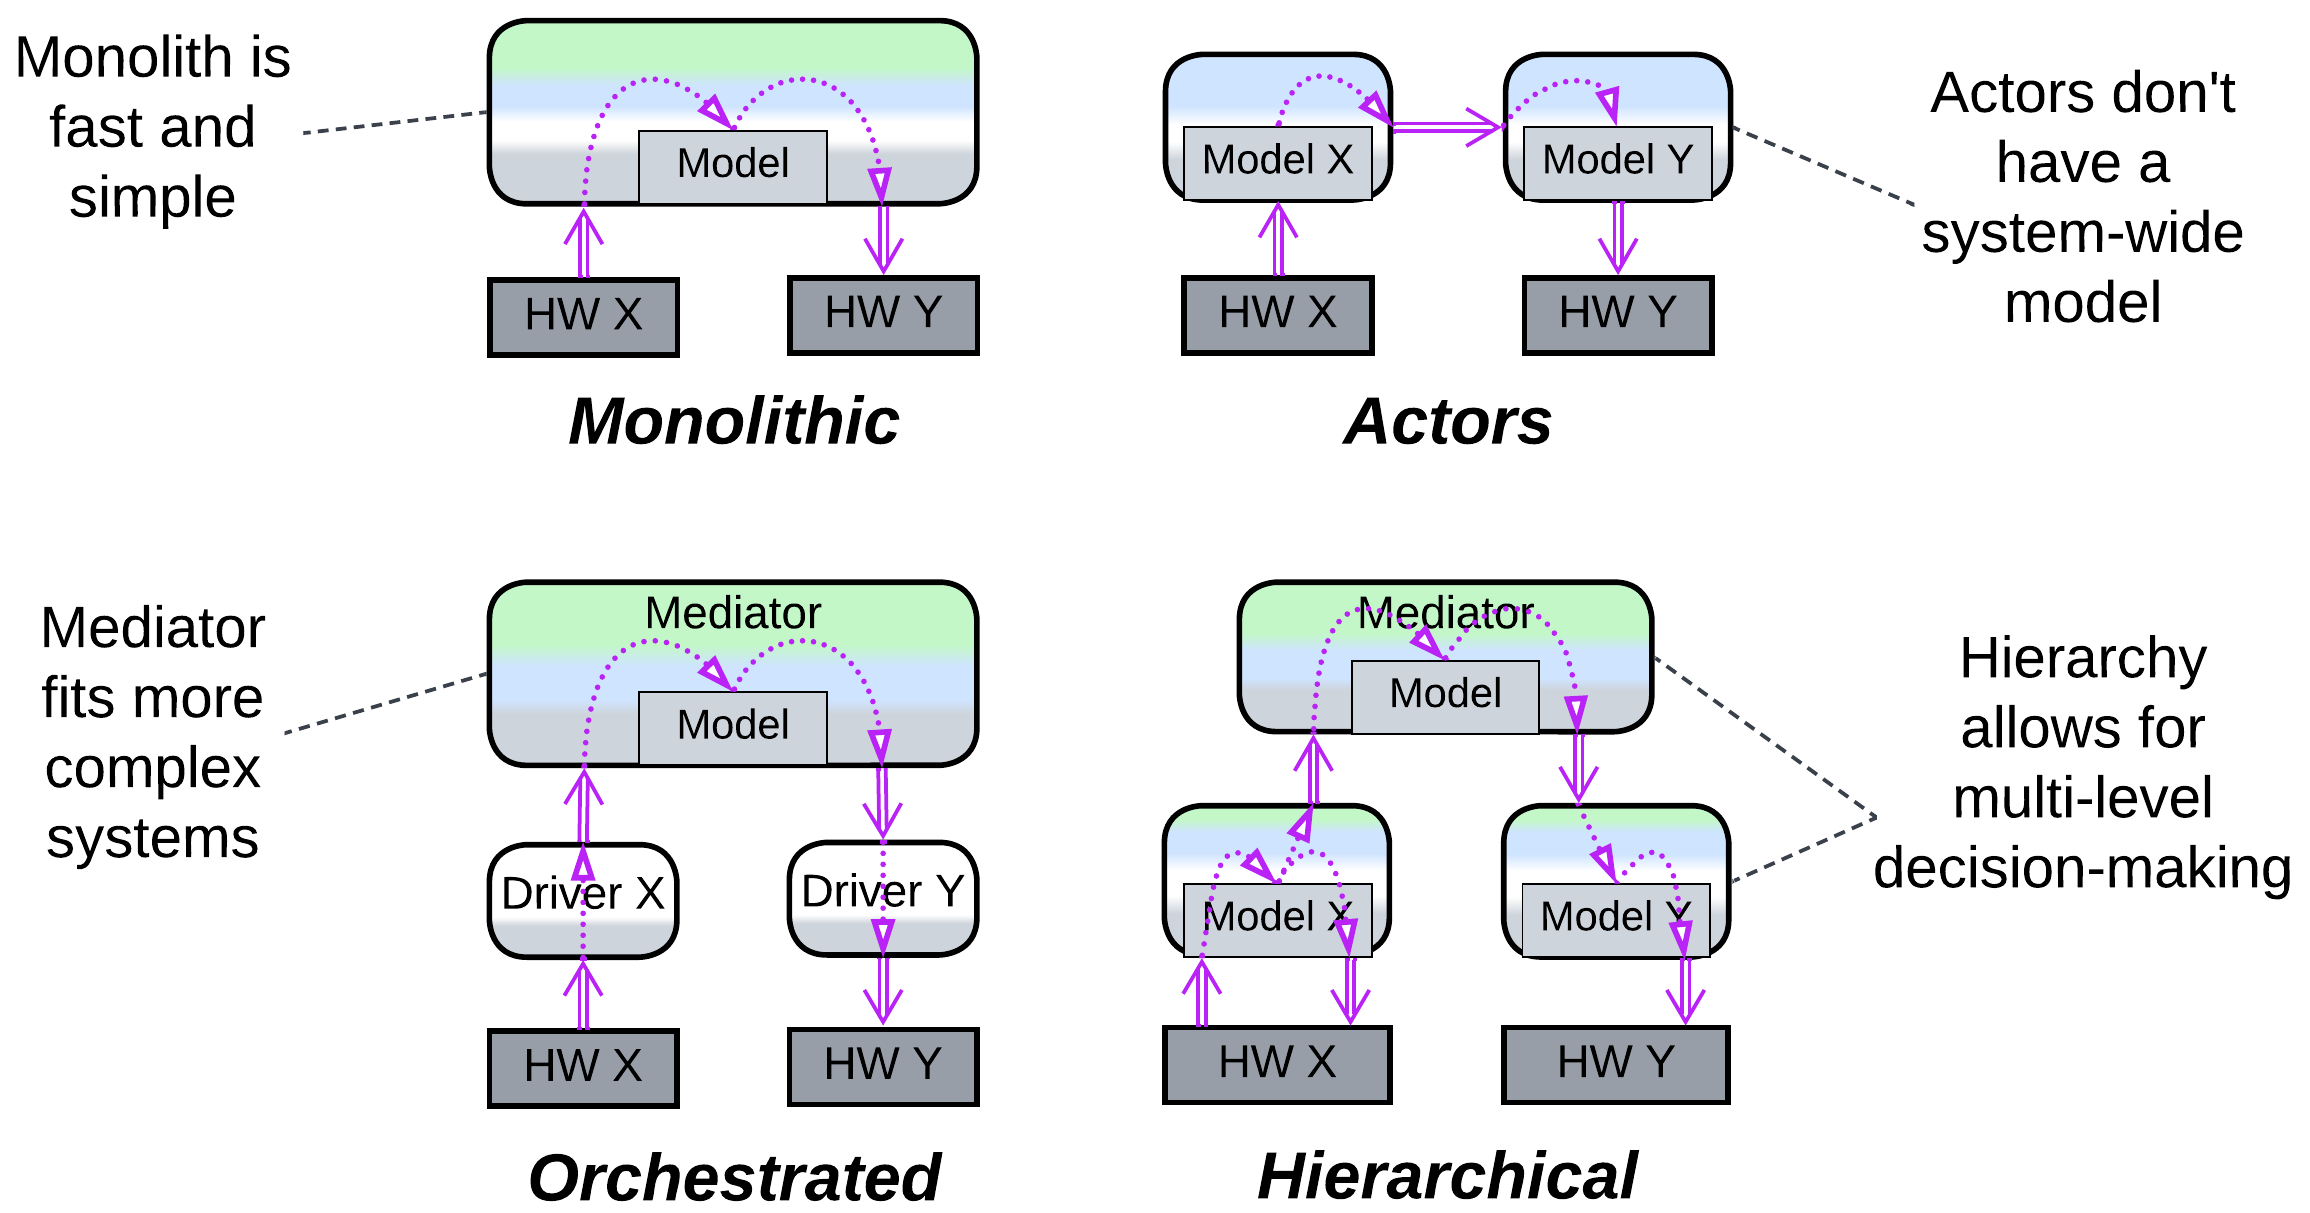 Monolith is
fast and
simple
Model
HW X
HW Y
Monolithic
Model X
Model Y
HW X
HW Y
Actors
Actors don't
have a
system-wide
model
Mediator
fits more
complex
systems
Mediator
Model
Driver X
Driver Y
HW X
HW Y
Orchestrated
Mediator
Model
Model X
Model Y
HW X
HW Y
Hierarchical
Hierarchy
allows for
multi-level
decision-making